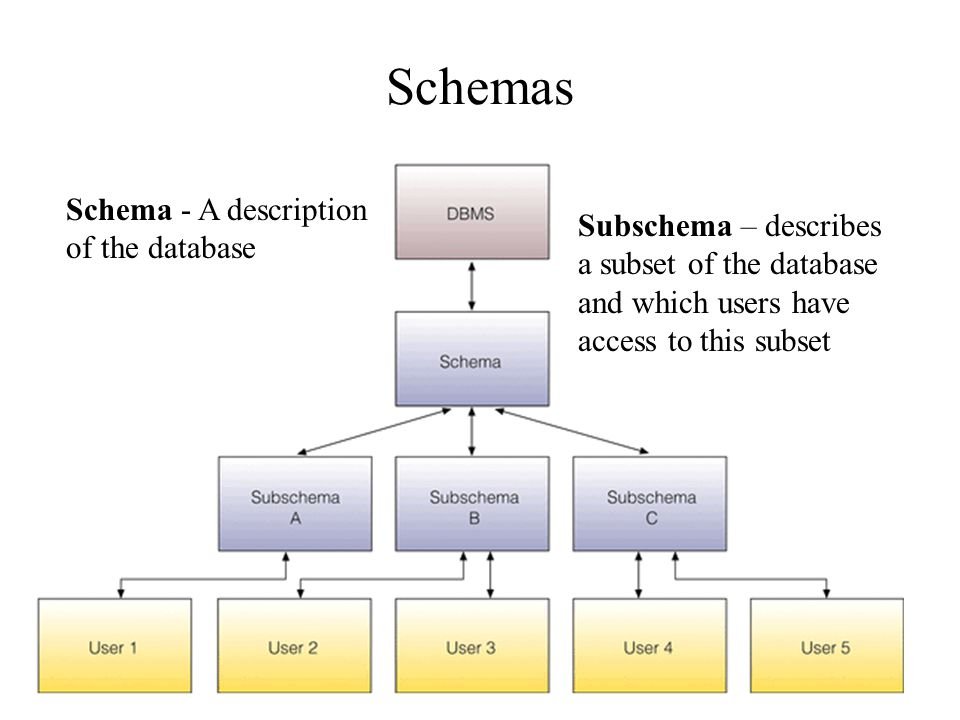 Schemas
Schema - A description
of the database
Subschema – describes
a subset of the database
and which users have
access to this subset
DBMS
Schema
Subschema
A
Subschema
B
Subschema
C
User 1
User 2
User 3
User 4
User 5